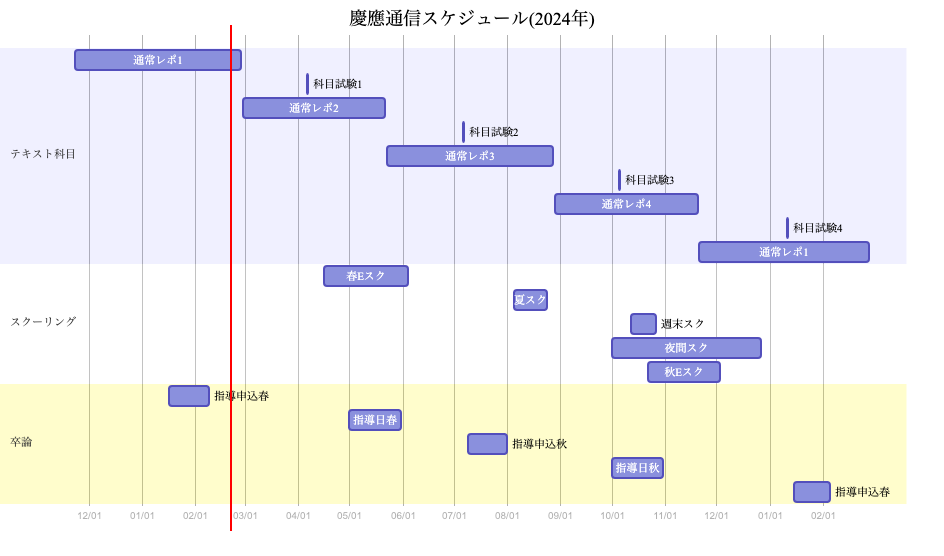 慶應通信スケジュール(2024年)
通常レポ1
科目試験1
通常レポ2
科目試験2
テキスト科目
通常レポ3
科目試験3
通常レポ4
科目試験4
通常レポ1
春Eスク
夏スク
スクーリング
週末スク
夜間スク
秋Eスク
指導申込春
指導日春
卒論
指導申込秋
指導日秋
指導申込春
12/01 01/01 02/01 03/01 04/01 05/01 06/01 07/01 08/01 09/01 10/01 11/01 12/01 01/01 02/01